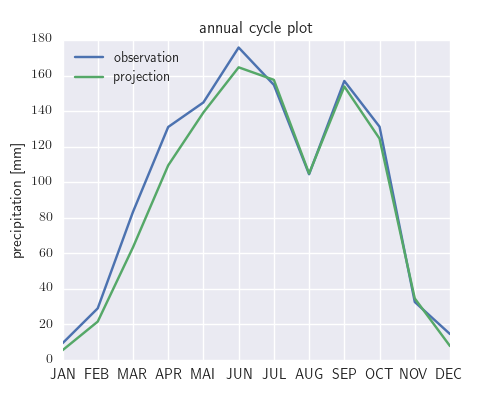 annual cycle plot
180
160
140
120
100
80
60
40
20
0
precipitation [mm]
observation
projection
JAN FEB MAR APR MAI JUN JUL AUG SEP OCT NOV DEC